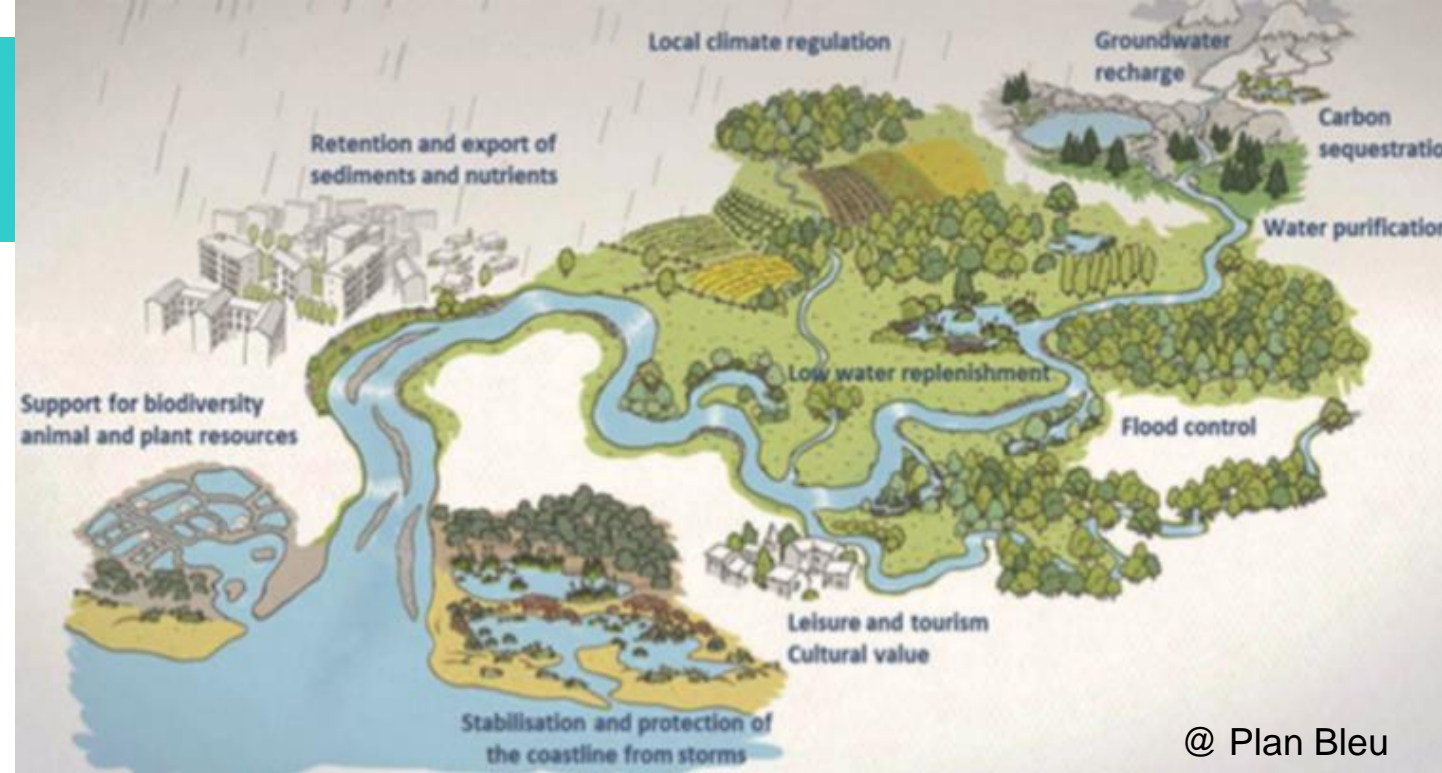 Local climate regulation
Groundwater
recharge
Carbon
sequestratio
Retention and export of
sediments and nutrients
Water purification
Low water replenishment
Support for biodiversity
animal and plant resources
Flood control
Leisure and tourism
Cultural value
Stabilisation and protection of
the coastline from storms
@ Plan Bleu